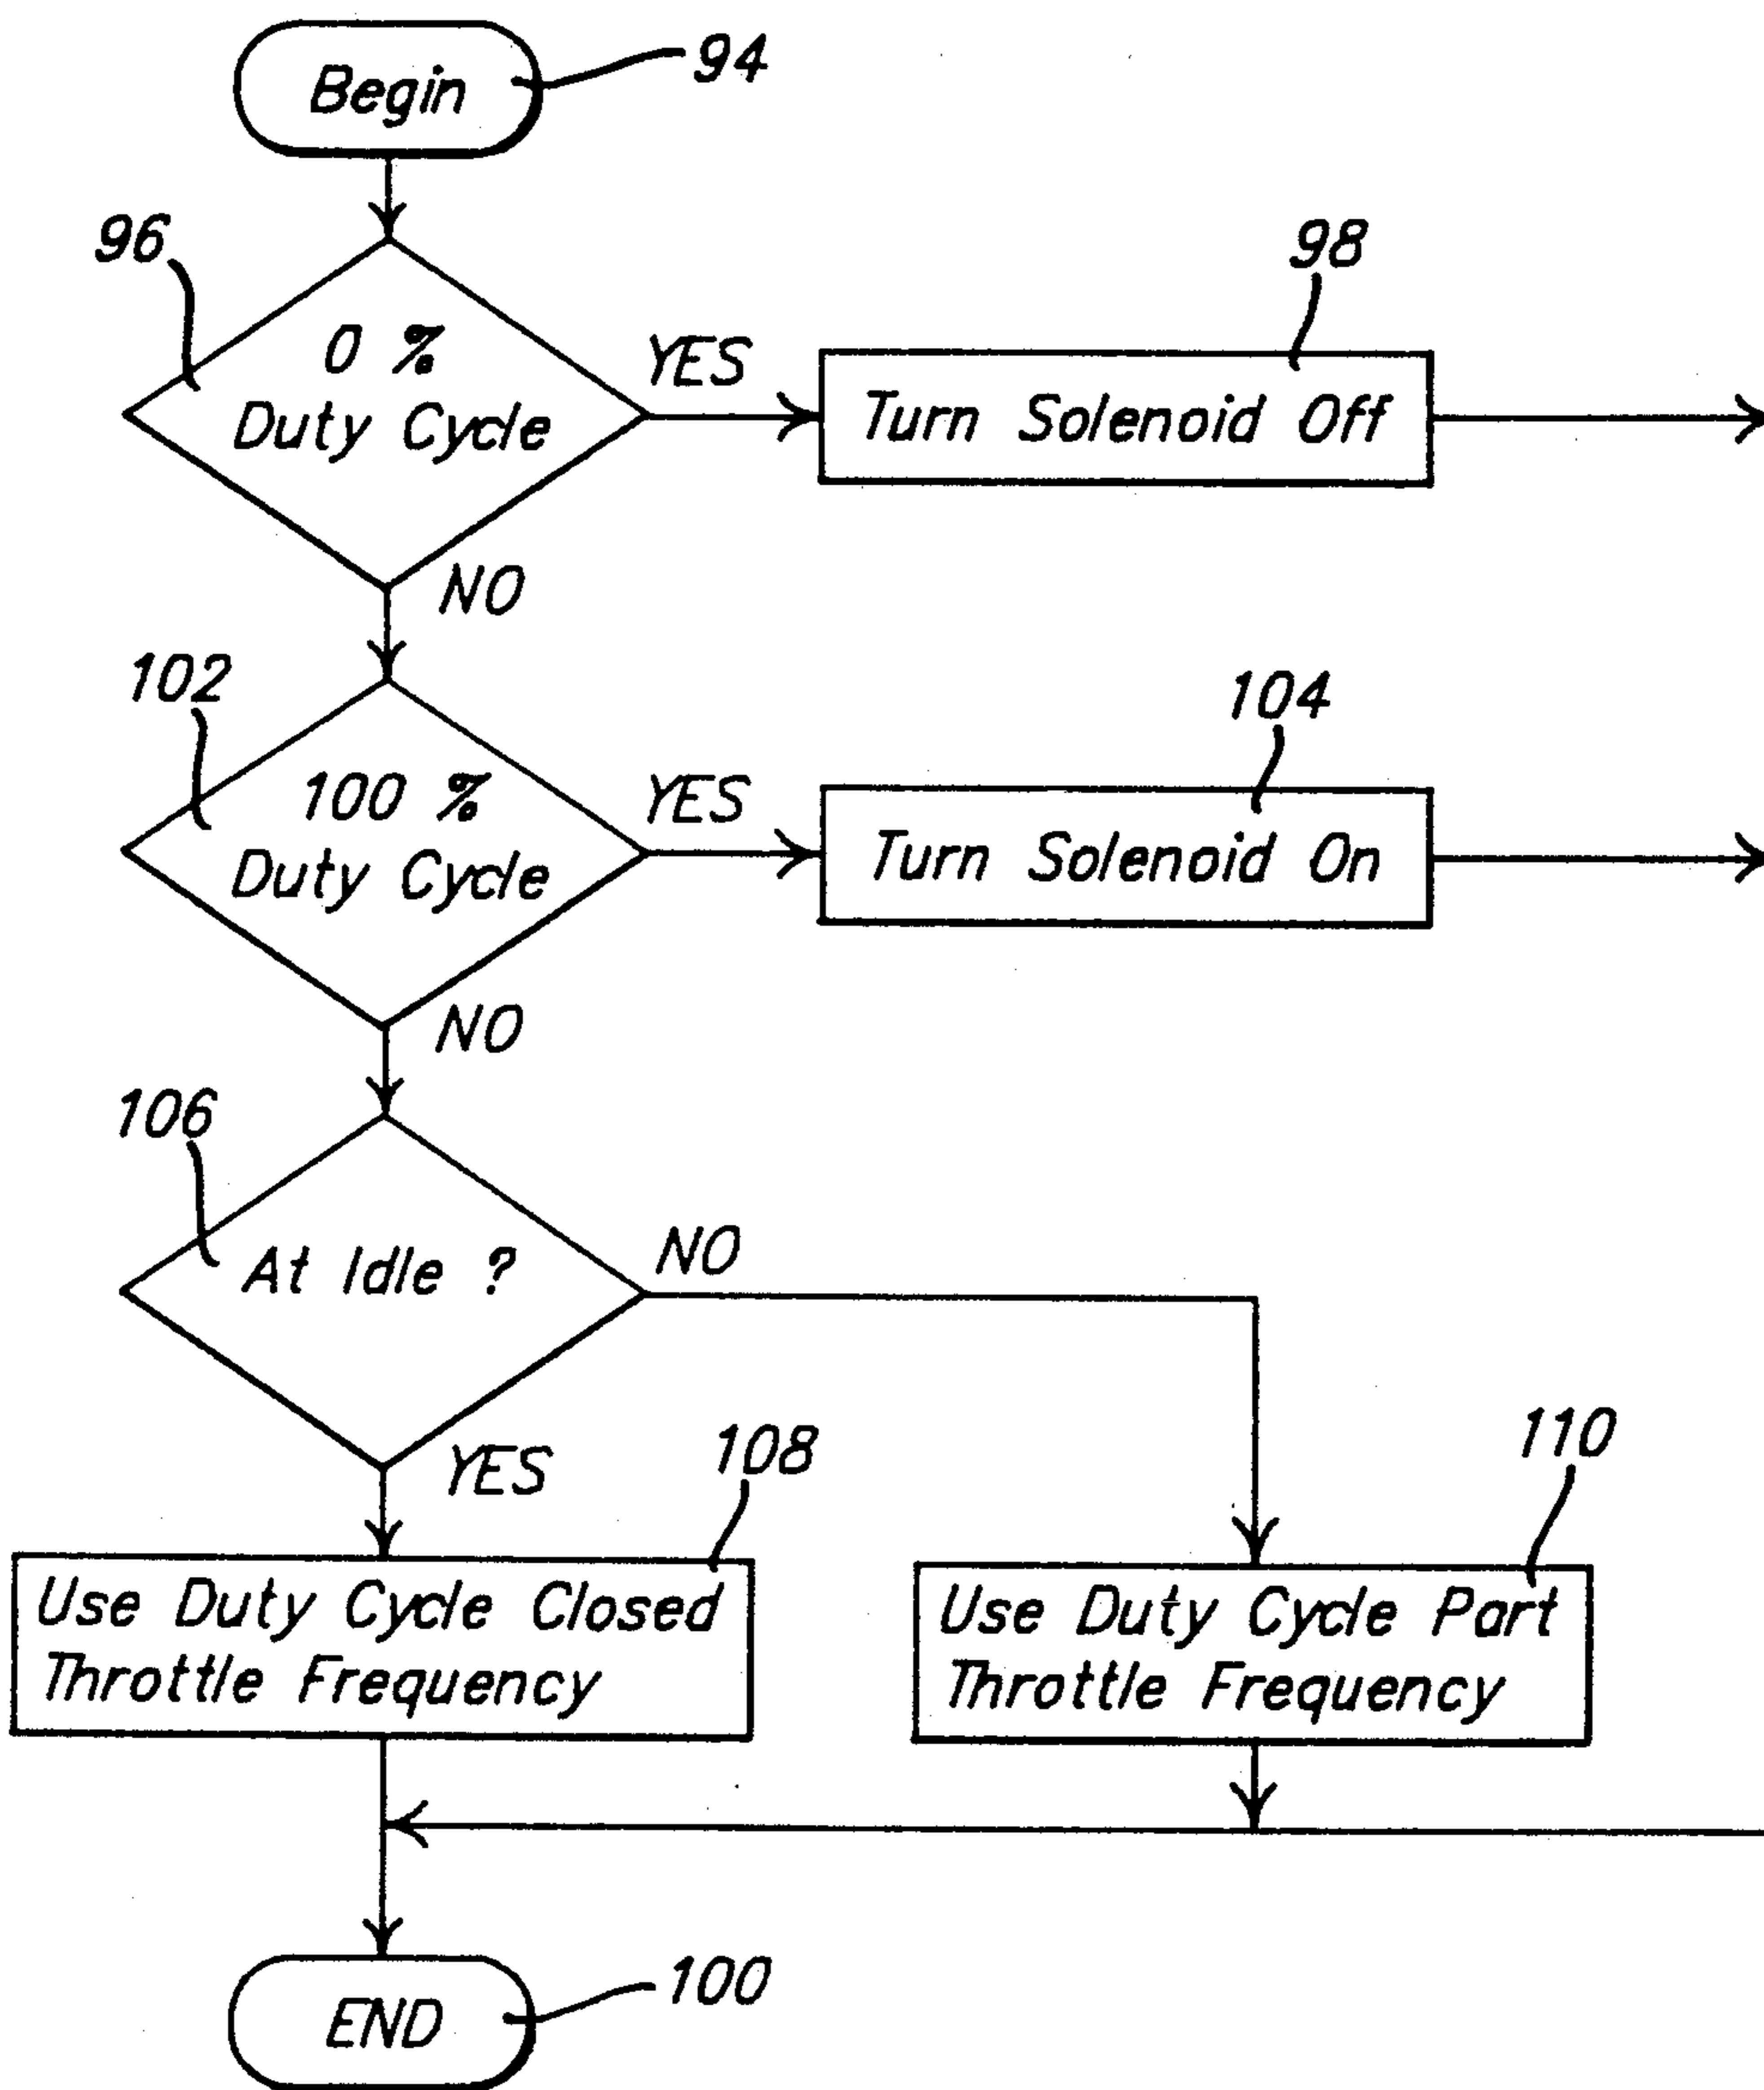 Begin
94
96
0 %
Duty Cycle
YES
98
Turn Solenoid Off
NO
102
100 %
Duty Cycle
YES
104
Turn Solenoid On
NO
106
At Idle ?
NO
YES
108
Use Duty Cycle Closed
Throttle Frequency
110
Use Duty Cycle Part
Throttle Frequency
END
100